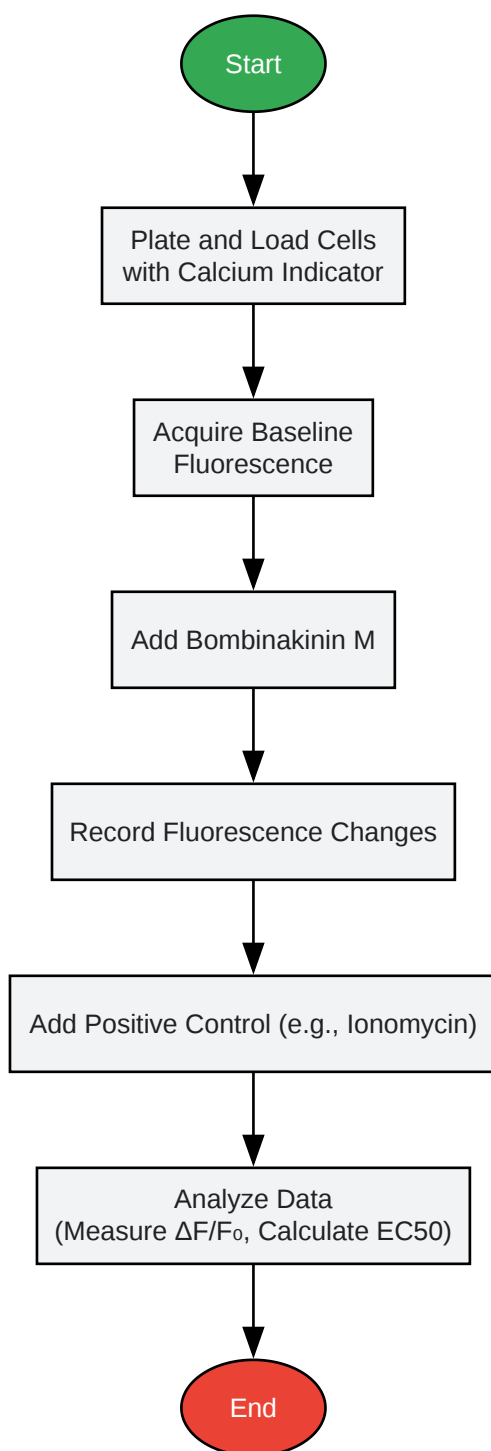 Start
Plate and Load Cells
with Calcium Indicator
Acquire Baseline
Fluorescence
Add Bombinakinin M
Record Fluorescence Changes
Add Positive Control (e.g., Ionomycin)
Analyze Data
(Measure ΔF/F₀, Calculate EC50)
End